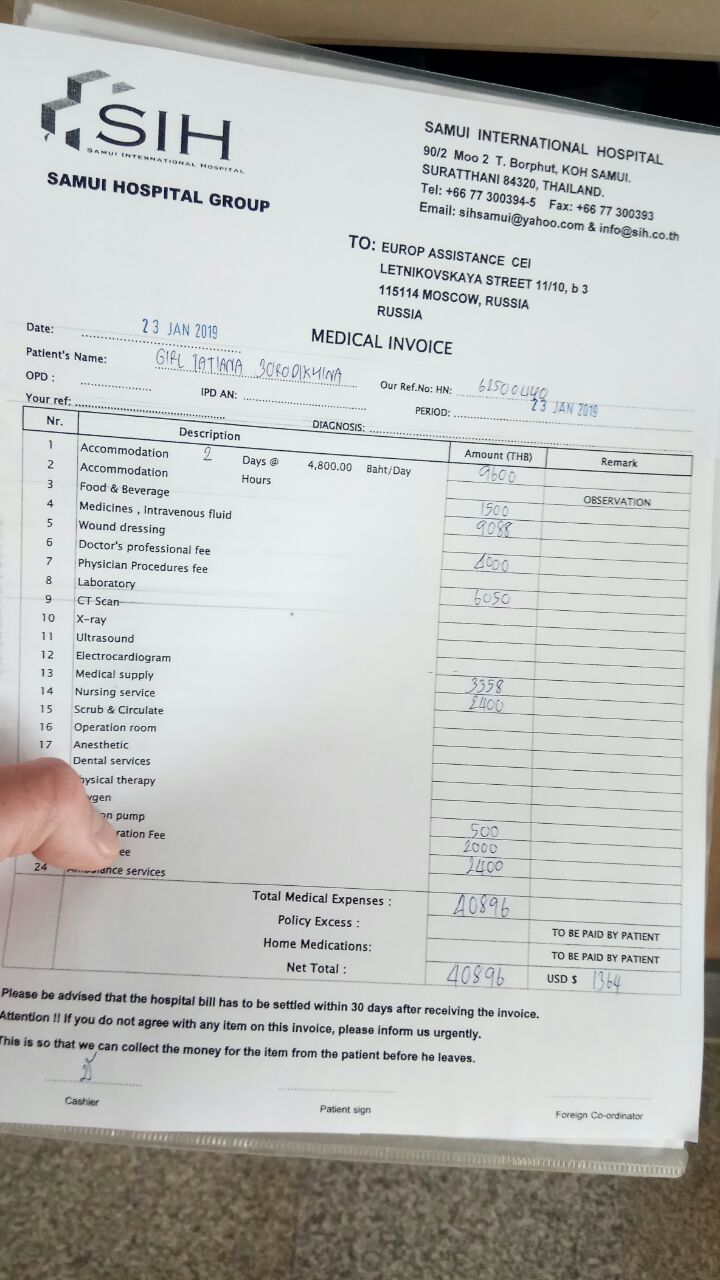 SIH
SAMUI INTERNATIONAL HOSPITAL
SAMUI HOSPITAL GROUP
SAMUI INTERNATIONAL HOSPITAL
90/2 Moo 2 T. Borphut, KOH SAMUI.
SURATTHANI 84320, THAILAND.
Tel: +66 77 300394-5 Fax: +66 77 300393
Email: sihsamui@yahoo.com & info@sih.co.th
TO: EUROP ASSISTANCE CEI
LETNIKOVSKAYA STREET 11/10, b 3
115114 MOSCOW, RUSSIA
RUSSIA
Date: 23 JAN 2019
MEDICAL INVOICE
Patient's Name: GIRL TATIANA
Our Ref.No: HN: 61500440
OPD : IPD AN: PERIOD: 23 JAN 2019
Your ref: DIAGNOSIS:
Nr. Description Amount (THB) Remark
1 Accommodation 2 Days @ 4,800.00 Baht/Day 9600
2 Accommodation Hours OBSERVATION
3 Food & Beverage 1500
4 Medicines , Intravenous fluid 9088
5 Wound dressing
6 Doctor's professional fee 4000
7 Physician Procedures fee
8 Laboratory 6050
9 CT Scan
10 X-ray
11 Ultrasound
12 Electrocardiogram
13 Medical supply 3358
14 Nursing service 2400
15 Scrub & Circulate
16 Operation room
17 Anesthetic
Dental services
hysical therapy
ygen
on pump
ration Fee 500
ee 2000
24 ance services 2400
Total Medical Expenses : 40896
Policy Excess : TO BE PAID BY PATIENT
Home Medications: TO BE PAID BY PATIENT
Net Total : 40896 USD $ 1364
Please be advised that the hospital bill has to be settled within 30 days after receiving the invoice.
Attention !! If you do not agree with any item on this invoice, please inform us urgently.
This is so that we can collect the money for the item from the patient before he leaves.
Cashier Patient sign Foreign Co-ordinator